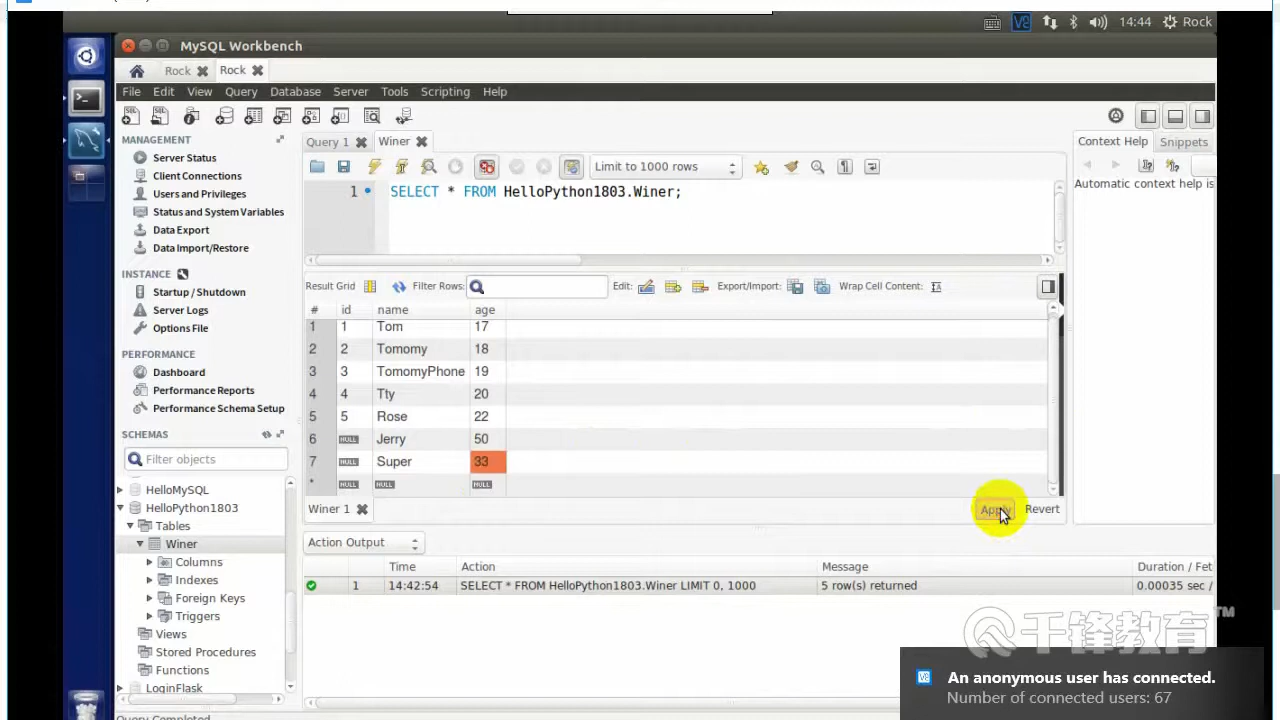 14:44 Rock
MySQL Workbench
Rock Rock
File Edit View Query Database Server Tools Scripting Help
MANAGEMENT
Server Status
Client Connections
Users and Privileges
Status and System Variables
Data Export
Data Import/Restore
INSTANCE
Startup / Shutdown
Server Logs
Options File
PERFORMANCE
Dashboard
Performance Reports
Performance Schema Setup
SCHEMAS
Filter objects
HelloMySQL
HelloPython1803
Tables
Winer
Columns
Indexes
Foreign Keys
Triggers
Views
Stored Procedures
Functions
LoginFlask
Query Completed
Query 1 Winer
Limit to 1000 rows
1 SELECT * FROM HelloPython1803.Winer;
Result Grid Filter Rows: Edit: Export/Import: Wrap Cell Content:
# id name age
1 1 Tom 17
2 2 Tomomy 18
3 3 TomomyPhone 19
4 4 Tty 20
5 5 Rose 22
6 NULL Jerry 50
7 NULL Super 33
* NULL NULL NULL
Winer 1 Apply Revert
Action Output
Time Action Message Duration / Fet
1 14:42:54 SELECT * FROM HelloPython1803.Winer LIMIT 0, 1000 5 row(s) returned 0.00035 sec /
Context Help Snippets
Automatic context help is
千锋教育 TM
An anonymous user has connected.
Number of connected users: 67